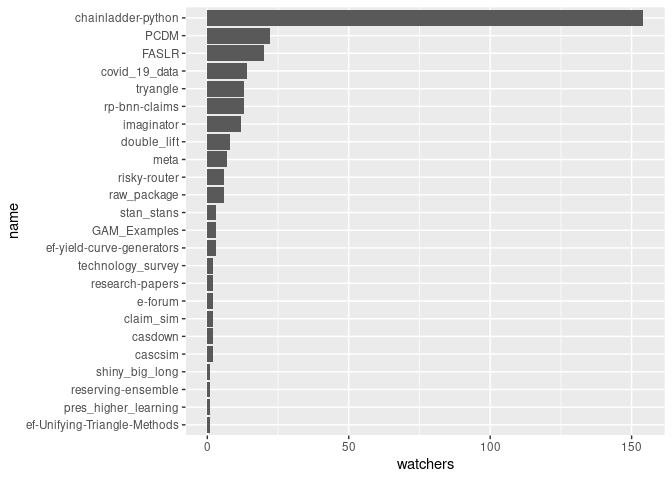 chainladder-python
PCDM
FASLR
covid_19_data
tryangle
rp-bnn-claims
imaginator
double_lift
meta
risky-router
raw_package
stan_stans
GAM_Examples
ef-yield-curve-generators
technology_survey
research-papers
e-forum
claim_sim
casdown
cascsim
shiny_big_long
reserving-ensemble
pres_higher_learning
ef-Unifying-Triangle-Methods
name
0 50 100 150
watchers